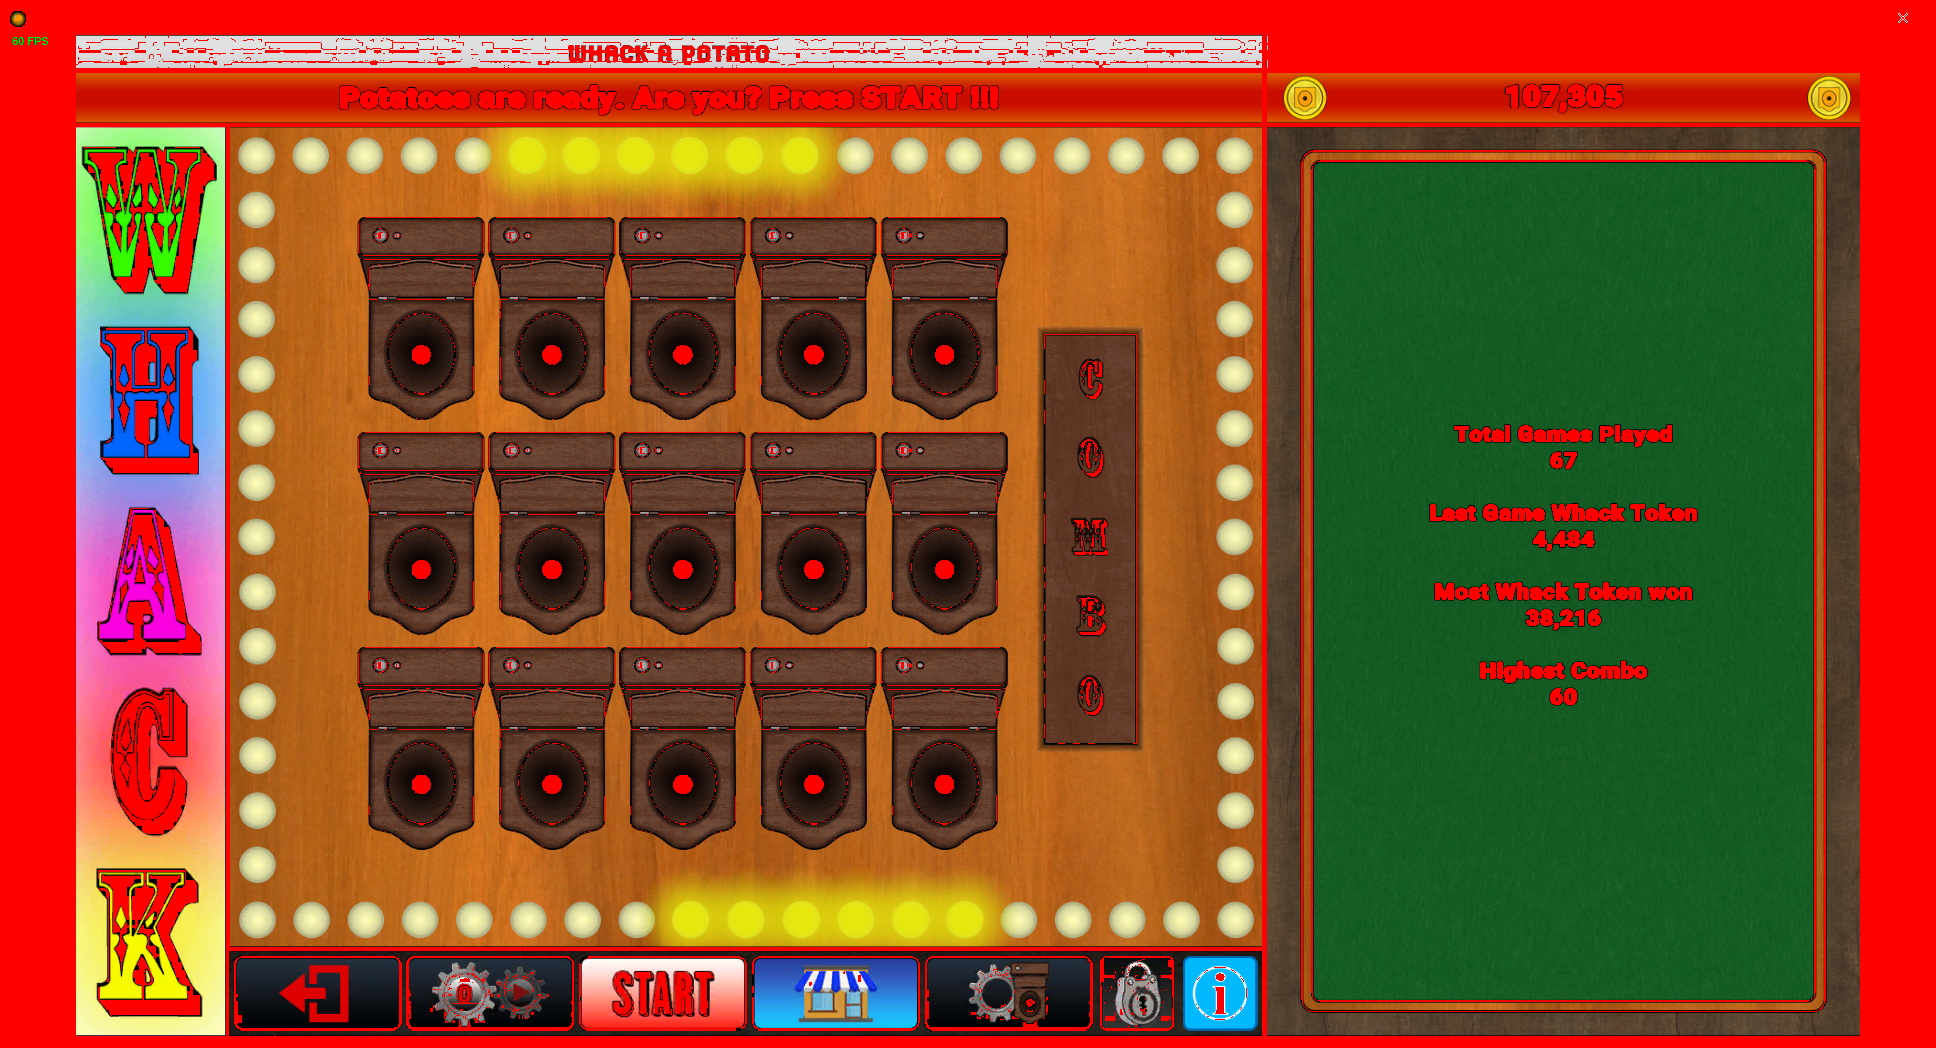 60 FPS
WHACK A POTATO
Potatoes are ready. Are you? Press START !!!
107,305
W
H
A
C
K
C
O
M
B
O
Total Games Played
67
Last Game Whack Token
4,484
Most Whack Token won
38,216
Highest Combo
60
START
i